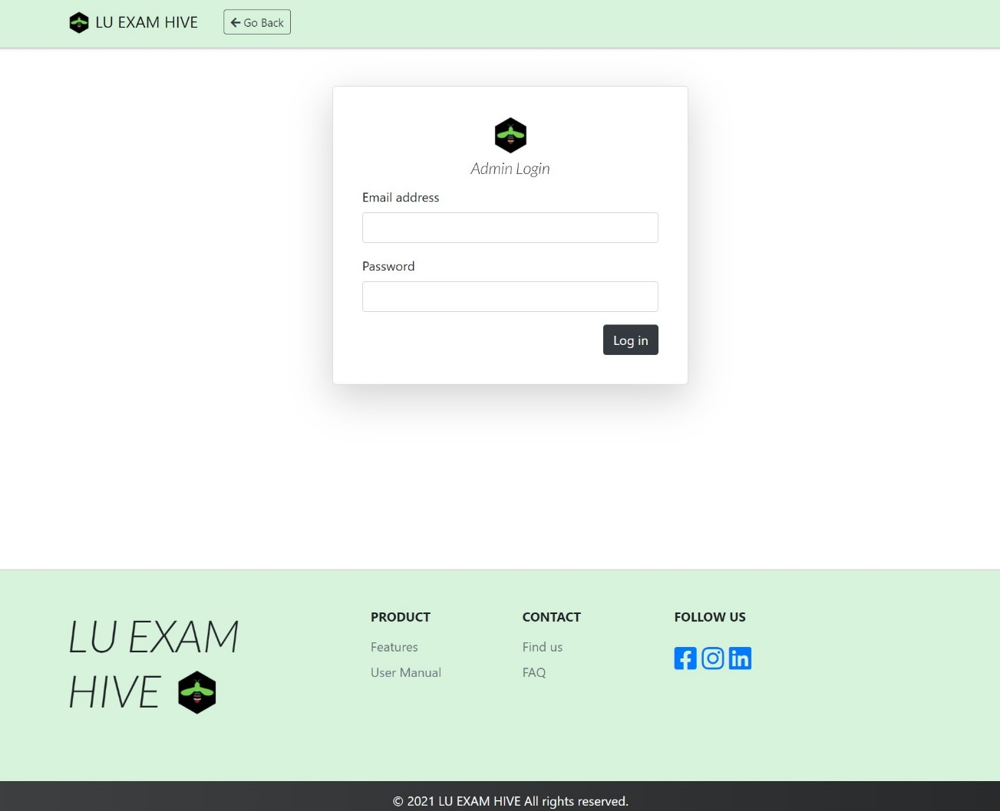 LU EXAM HIVE
Go Back
Admin Login
Email address
Password
Log in
LU EXAM
HIVE
PRODUCT
Features
User Manual
CONTACT
Find us
FAQ
FOLLOW US
© 2021 LU EXAM HIVE All rights reserved.